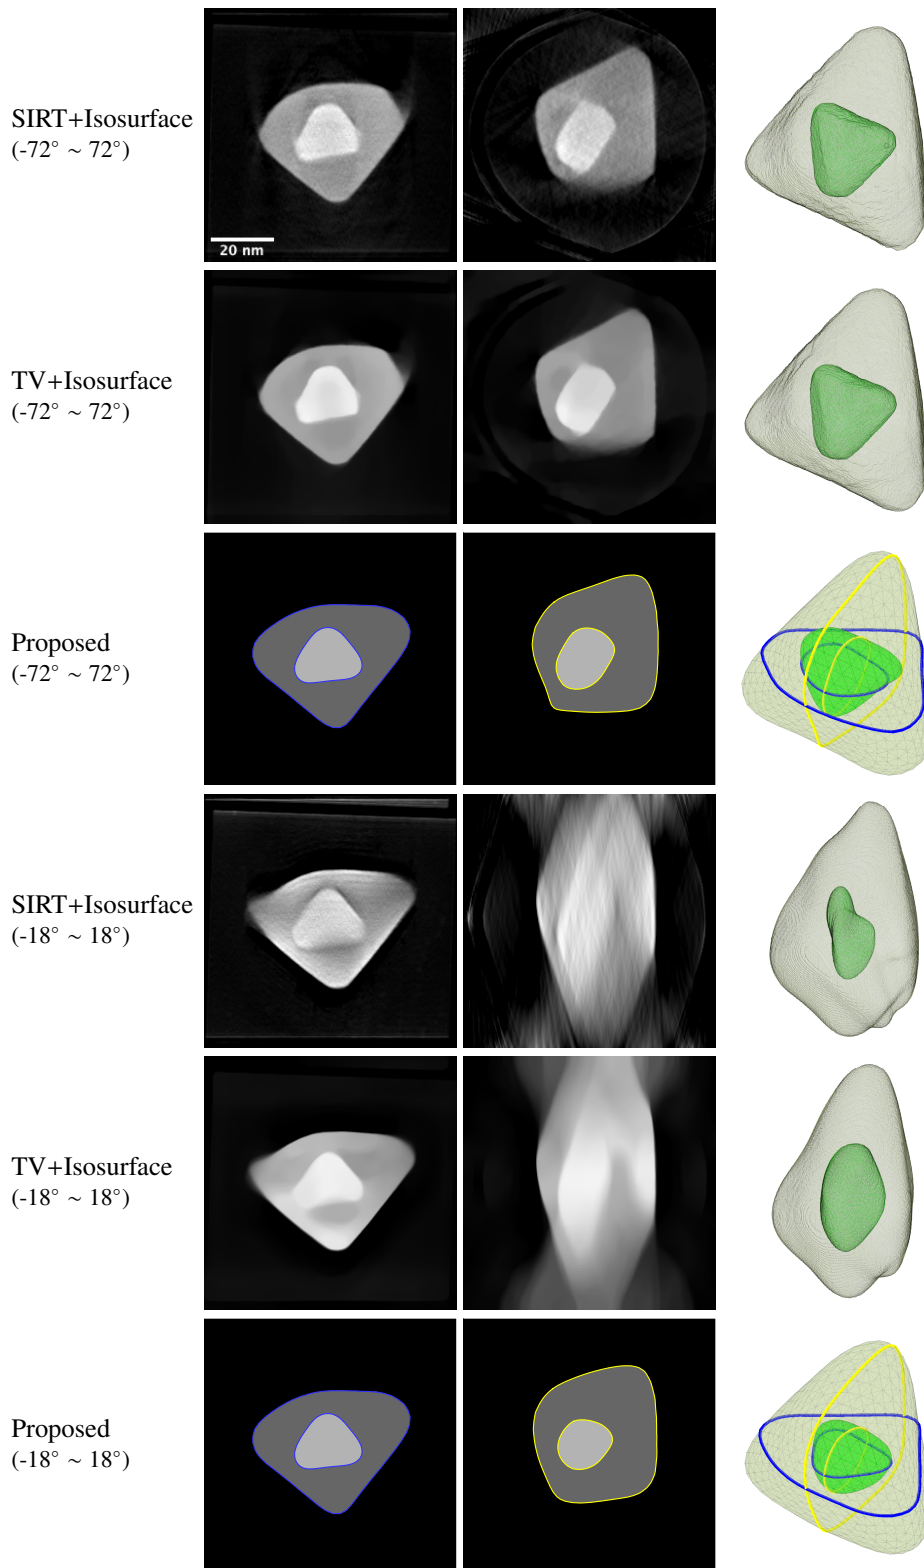 SIRT+Isosurface
(-72° ~ 72°)
20 nm
TV+Isosurface
(-72° ~ 72°)
Proposed
(-72° ~ 72°)
SIRT+Isosurface
(-18° ~ 18°)
TV+Isosurface
(-18° ~ 18°)
Proposed
(-18° ~ 18°)